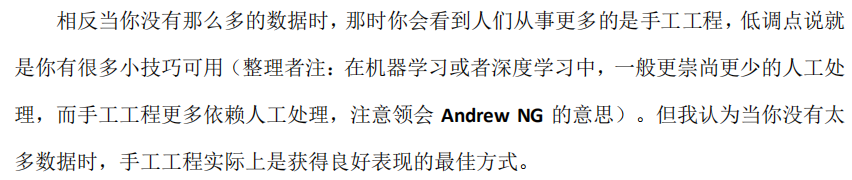 相反当你没有那么多的数据时，那时你会看到人们从事更多的是手工工程，低调点说就
是你有很多小技巧可用（整理者注：在机器学习或者深度学习中，一般更崇尚更少的人工处
理，而手工工程更多依赖人工处理，注意领会 Andrew NG 的意思）。但我认为当你没有太
多数据时，手工工程实际上是获得良好表现的最佳方式。